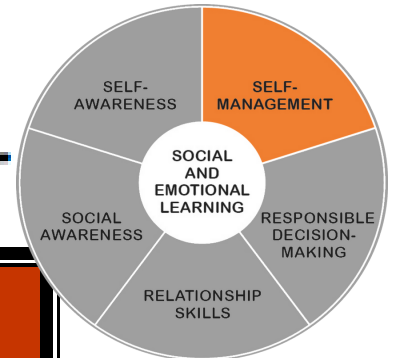 SELF-
AWARENESS
SELF-
MANAGEMENT
SOCIAL
AND
EMOTIONAL
LEARNING
SOCIAL
AWARENESS
RESPONSIBLE
DECISION-
MAKING
RELATIONSHIP
SKILLS